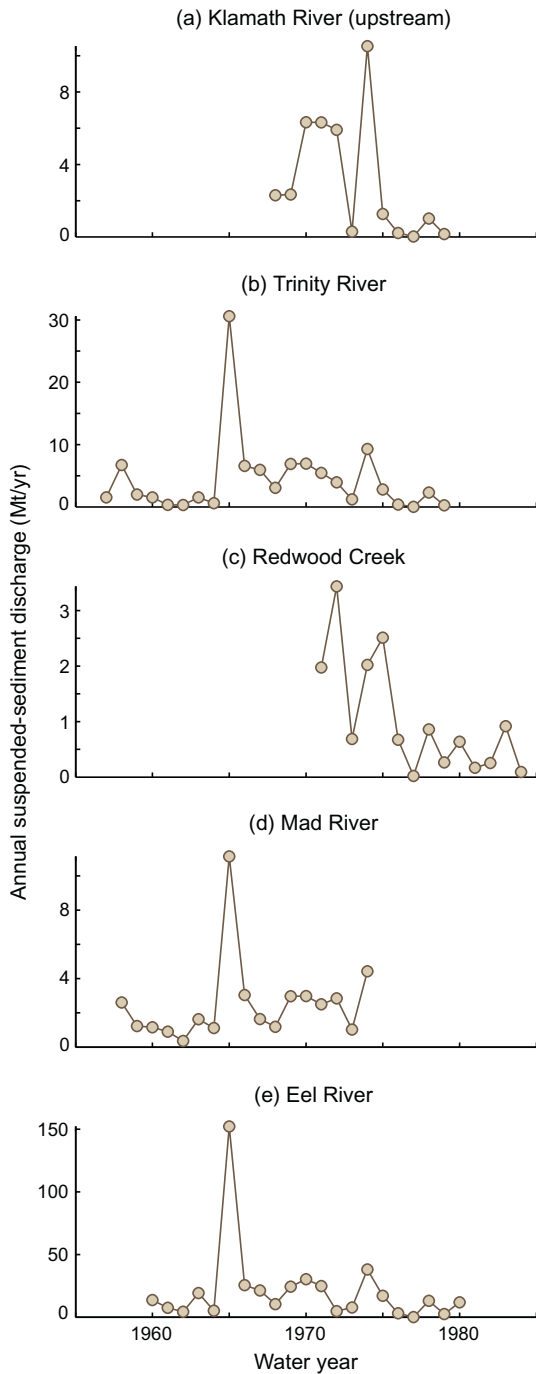 (a) Klamath River (upstream)
8
4
0
(b) Trinity River
30
20
10
0
(c) Redwood Creek
3
2
1
0
(d) Mad River
8
4
0
(e) Eel River
150
100
50
0
1960 1970 1980
Water year
Annual suspended-sediment discharge (Mt/yr)